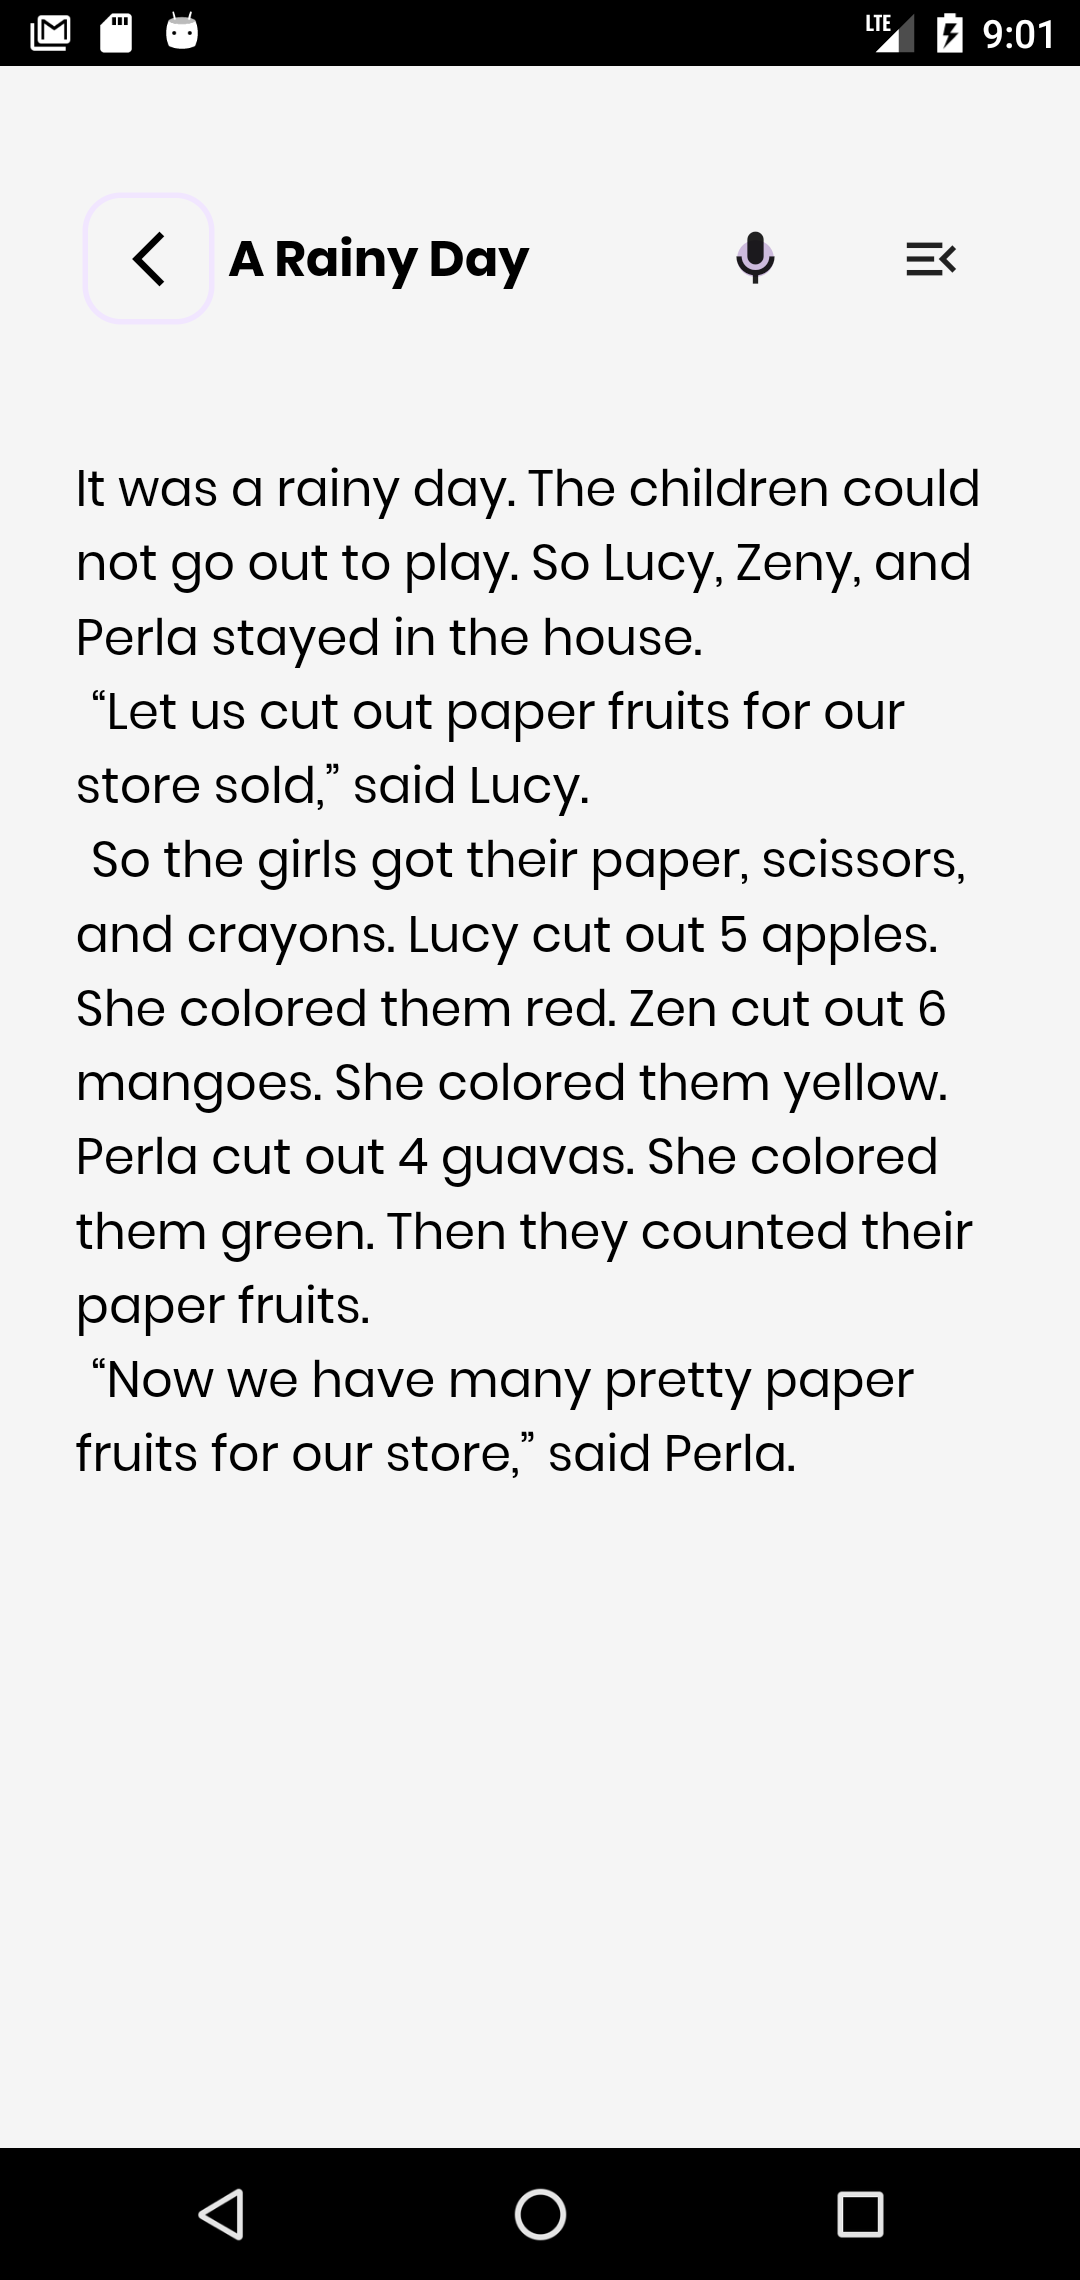 LTE 9:01
A Rainy Day
It was a rainy day. The children could
not go out to play. So Lucy, Zeny, and
Perla stayed in the house.
“Let us cut out paper fruits for our
store sold,” said Lucy.
So the girls got their paper, scissors,
and crayons. Lucy cut out 5 apples.
She colored them red. Zen cut out 6
mangoes. She colored them yellow.
Perla cut out 4 guavas. She colored
them green. Then they counted their
paper fruits.
“Now we have many pretty paper
fruits for our store,” said Perla.